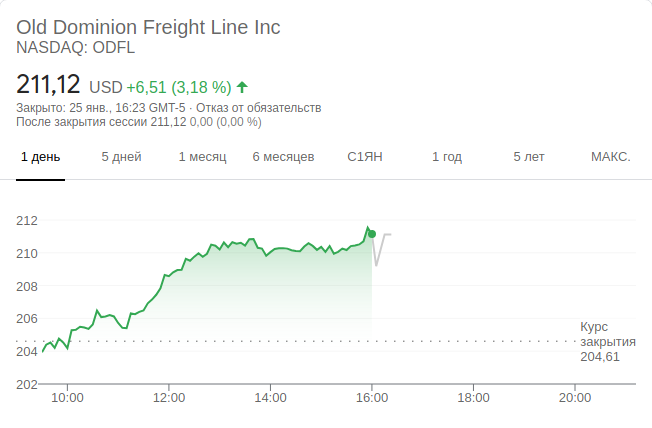 Old Dominion Freight Line Inc
NASDAQ: ODFL
211,12 USD +6,51 (3,18 %)
Закрыто: 25 янв., 16:23 GMT-5 · Отказ от обязательств
После закрытия сессии 211,12 0,00 (0,00 %)
1 день 5 дней 1 месяц 6 месяцев С1ЯН 1 год 5 лет МАКС.
212
210
208
206
204
202
Курс
закрытия
204,61
10:00 12:00 14:00 16:00 18:00 20:00